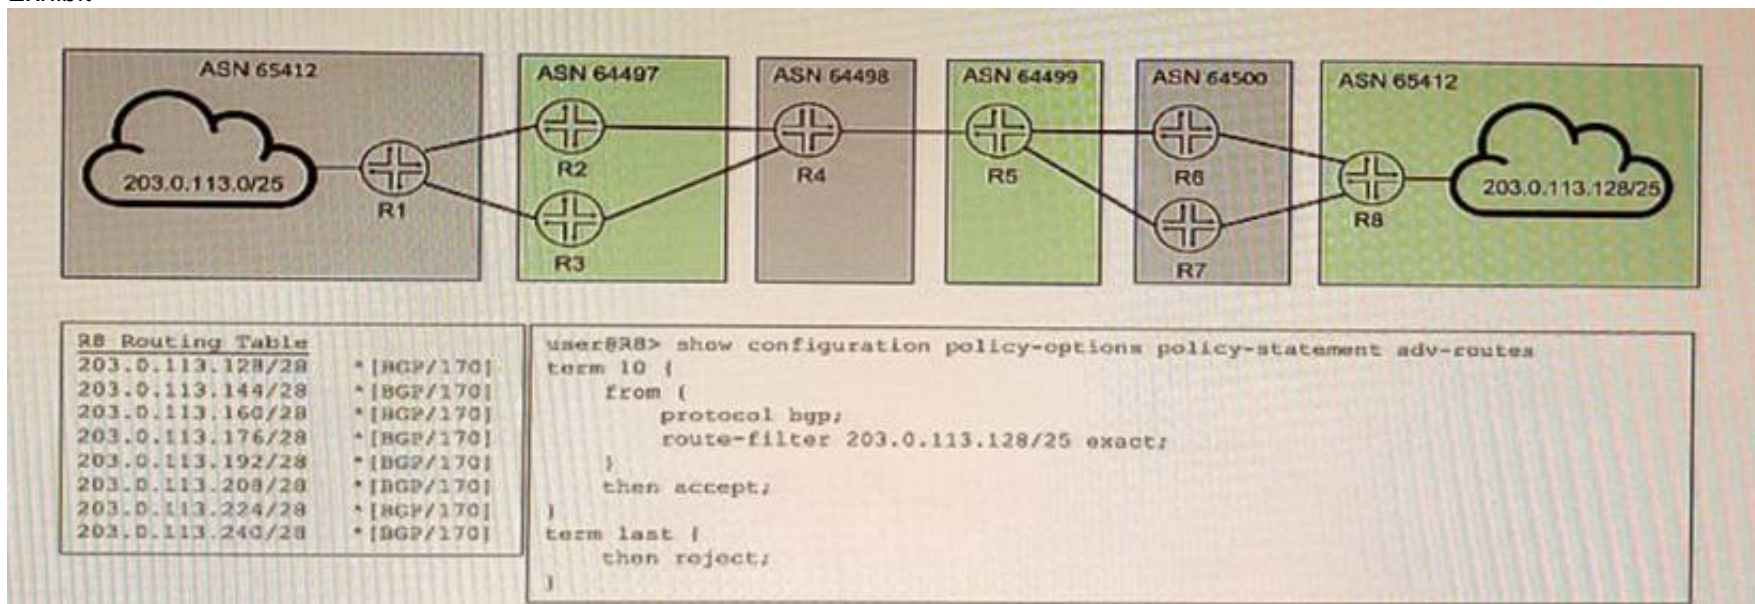 Exhibit
ASN 65412
203.0.113.0/25
R1
ASN 64497
R2
R3
ASN 64498
R4
ASN 64499
R5
ASN 64500
R6
R7
ASN 65412
R8
203.0.113.128/25
R8 Routing Table
203.0.113.128/28 *[BGP/170]
203.0.113.144/28 *[BGP/170]
203.0.113.160/28 *[BGP/170]
203.0.113.176/28 *[BGP/170]
203.0.113.192/28 *[BGP/170]
203.0.113.208/28 *[BGP/170]
203.0.113.224/28 *[BGP/170]
203.0.113.240/28 *[BGP/170]
user@R8> show configuration policy-options policy-statement adv-routes
term 10 {
from {
protocol bgp;
route-filter 203.0.113.128/25 exact;
}
then accept;
}
term last {
then reject;
}